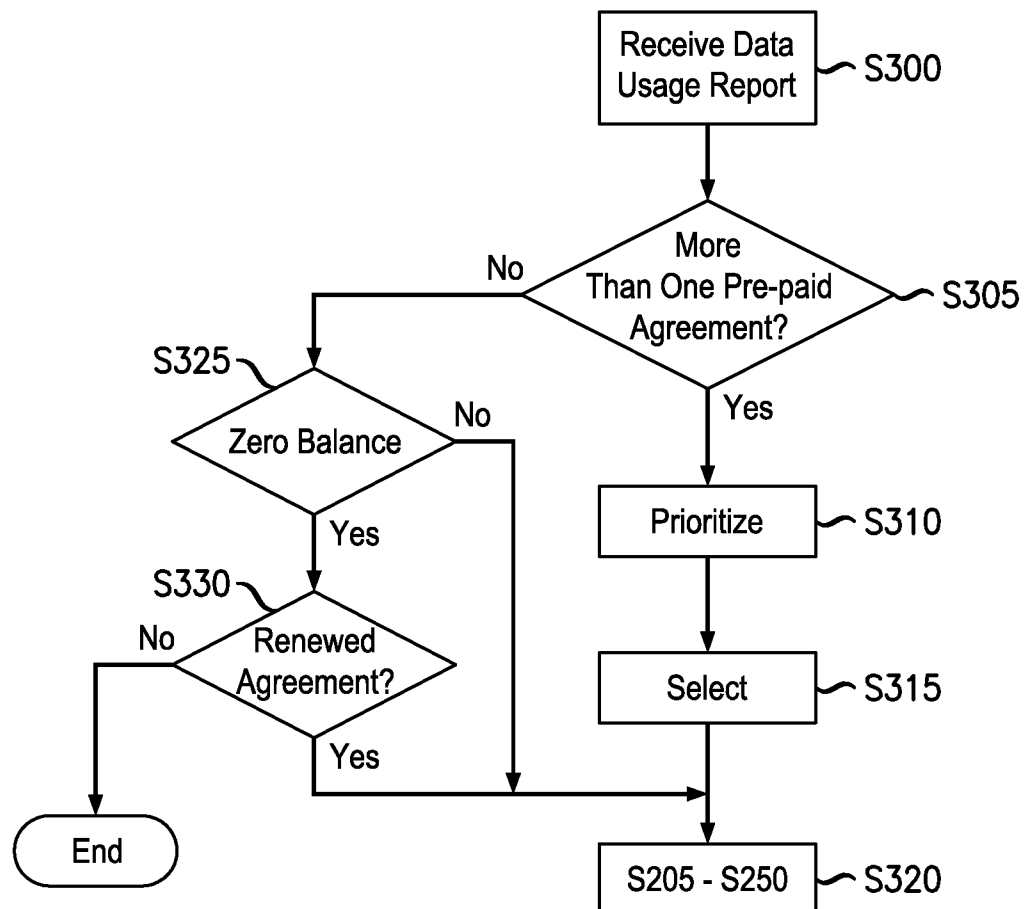 Receive Data
Usage Report
S300
More
Than One Pre-paid
Agreement?
S305
No
Yes
S325
Zero Balance
No
Yes
Prioritize
S310
S330
Renewed
Agreement?
No
Yes
Select
S315
End
S205 - S250
S320